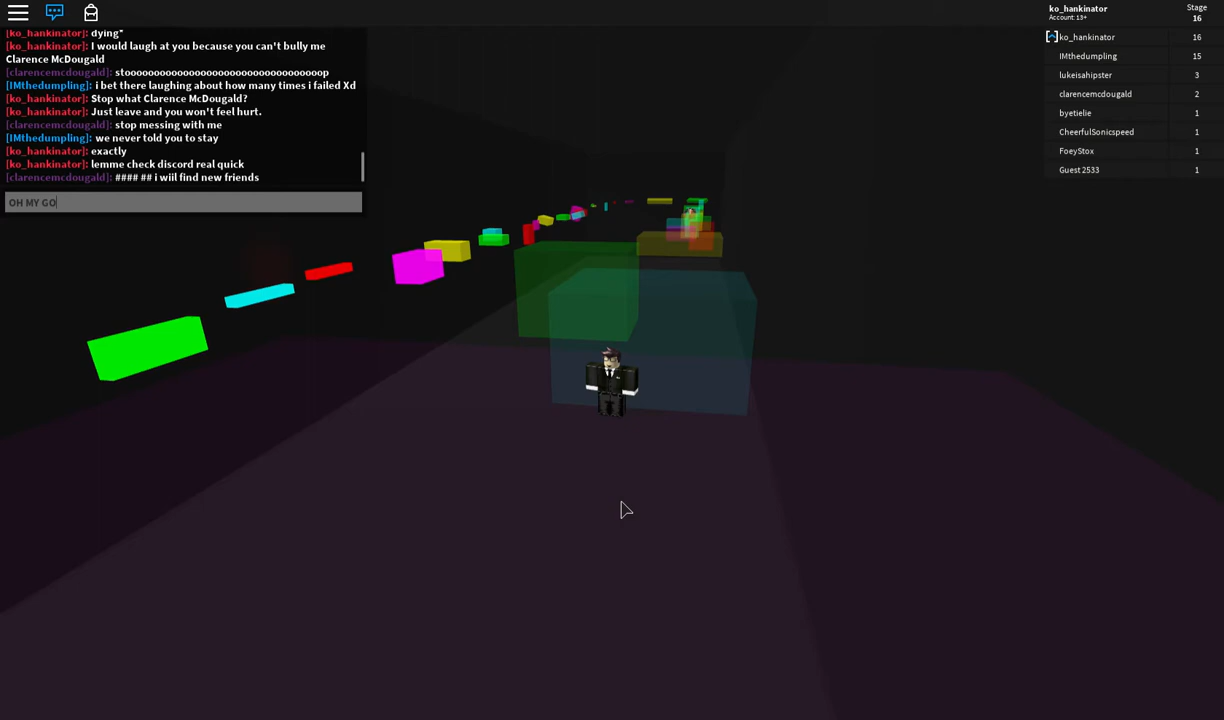 [ko_hankinator]: dying*
[ko_hankinator]: I would laugh at you because you can't bully me
Clarence McDougald
[clarencemcdougald]: stooooooooooooooooooooooooooooooooooop
[IMthedumpling]: i bet there laughing about how many times i failed Xd
[ko_hankinator]: Stop what Clarence McDougald?
[ko_hankinator]: Just leave and you won't feel hurt.
[clarencemcdougald]: stop messing with me
[IMthedumpling]: we never told you to stay
[ko_hankinator]: exactly
[ko_hankinator]: lemme check discord real quick
[clarencemcdougald]: #### ## i wiil find new friends
OH MY GO
ko_hankinator Stage
Account: 13+ 16
ko_hankinator 16
IMthedumpling 15
lukeisahipster 3
clarencemcdougald 2
byetielie 1
CheerfulSonicspeed 1
FoeyStox 1
Guest 2533 1